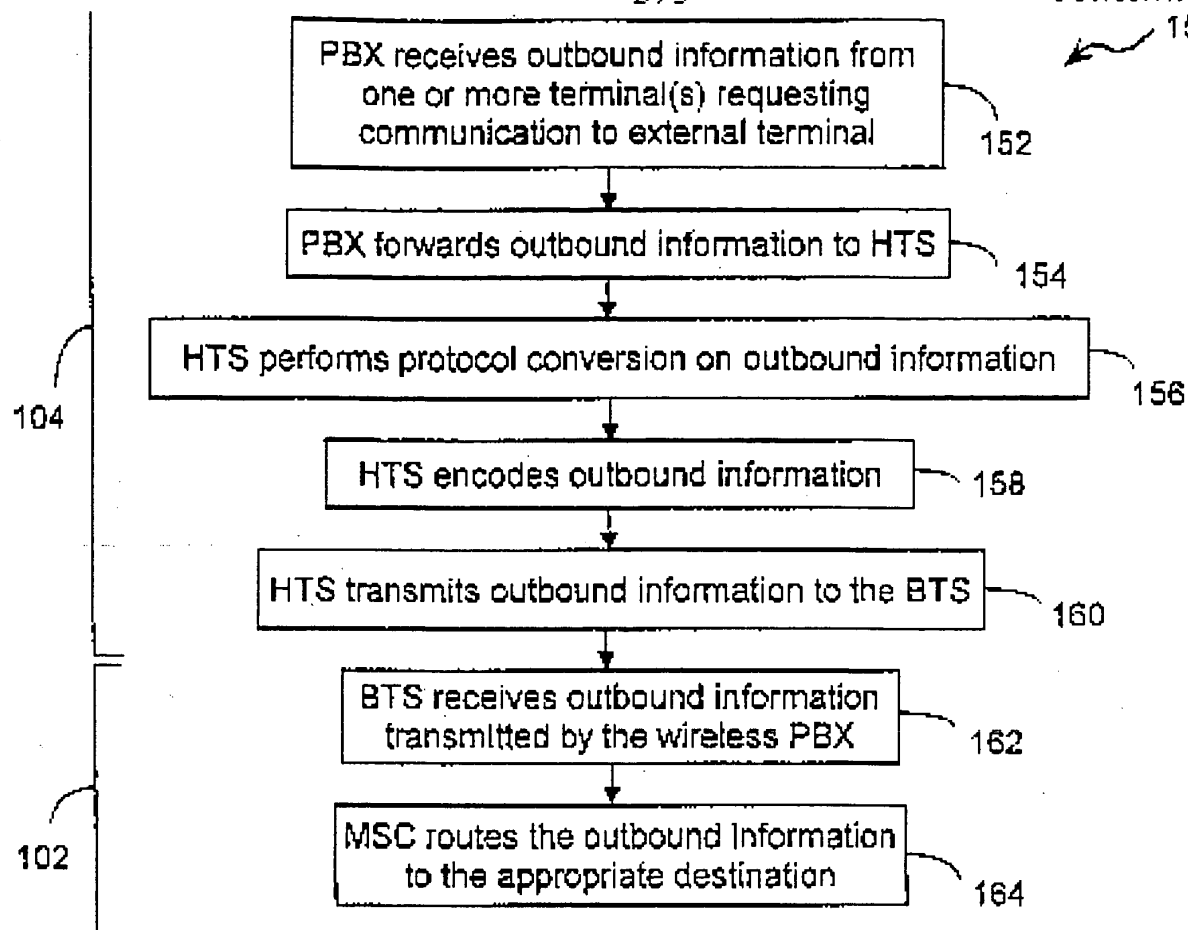 PBX receives outbound information from
one or more terminal(s) requesting
communication to external terminal
152
PBX forwards outbound information to HTS
154
HTS performs protocol conversion on outbound information
156
104
HTS encodes outbound information
158
HTS transmits outbound information to the BTS
160
BTS receives outbound information
transmitted by the wireless PBX
162
MSC routes the outbound information
to the appropriate destination
102
164